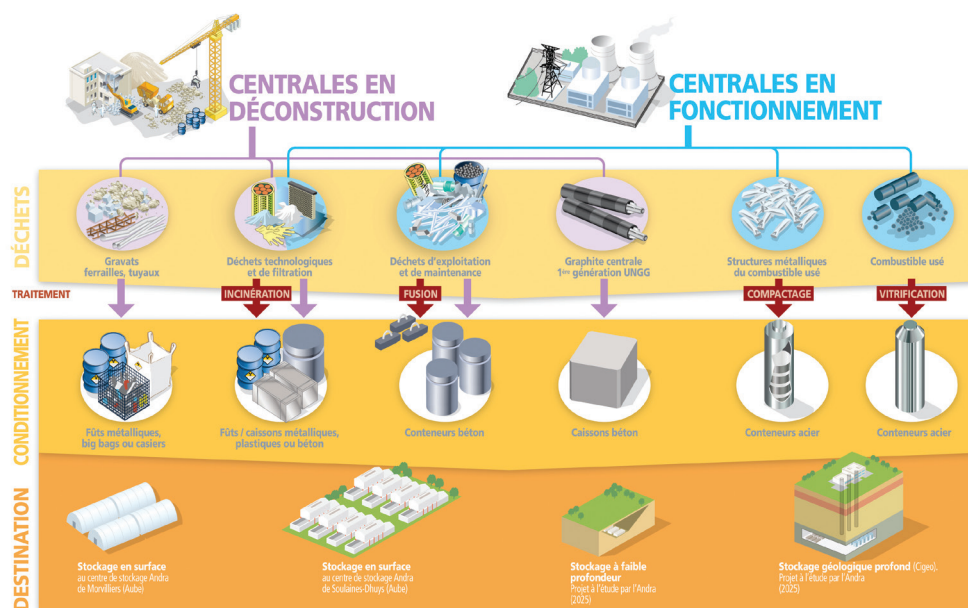 CENTRALES EN
DÉCONSTRUCTION
CENTRALES EN
FONCTIONNEMENT
DÉCHETS
Gravats
ferrailles, tuyaux
Déchets technologiques
et de filtration
Déchets d'exploitation
et de maintenance
Graphite centrale
1ère génération UNGG
Structures métalliques
du combustible usé
Combustible usé
TRAITEMENT
INCINÉRATION
FUSION
COMPACTAGE
VITRIFICATION
CONDITIONNEMENT
Fûts métalliques,
big bags ou casiers
Fûts / caissons métalliques,
plastiques ou béton
Conteneurs béton
Caissons béton
Conteneurs acier
Conteneurs acier
DESTINATION
Stockage en surface
au centre de stockage Andra
de Morvilliers (Aube)
Stockage en surface
au centre de stockage Andra
de Soulaines-Dhuys (Aube)
Stockage à faible
profondeur
Projet à l'étude par l'Andra
(2025)
Stockage géologique profond (Cigeo).
Projet à l'étude par l'Andra
(2025)